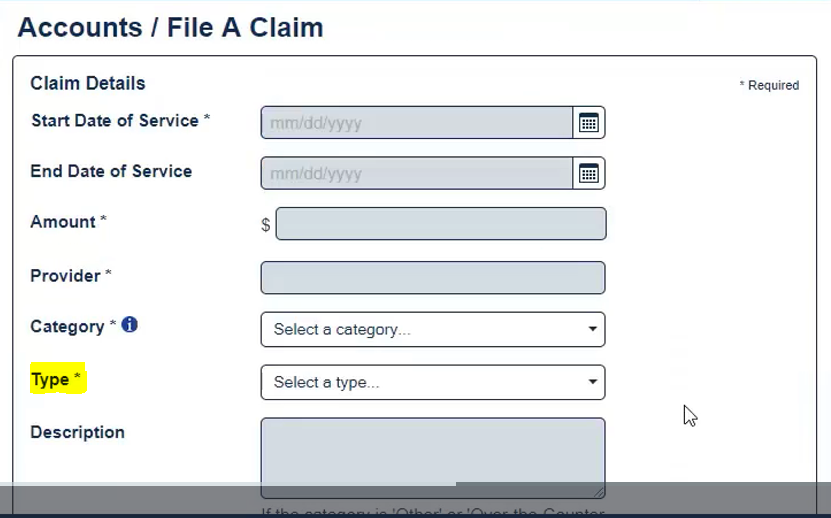 Accounts / File A Claim
Claim Details
* Required
Start Date of Service *
mm/dd/yyyy
End Date of Service
mm/dd/yyyy
Amount *
$
Provider *
Category * i
Select a category...
Type *
Select a type...
Description
If the category is 'Other' or 'Over the Counter